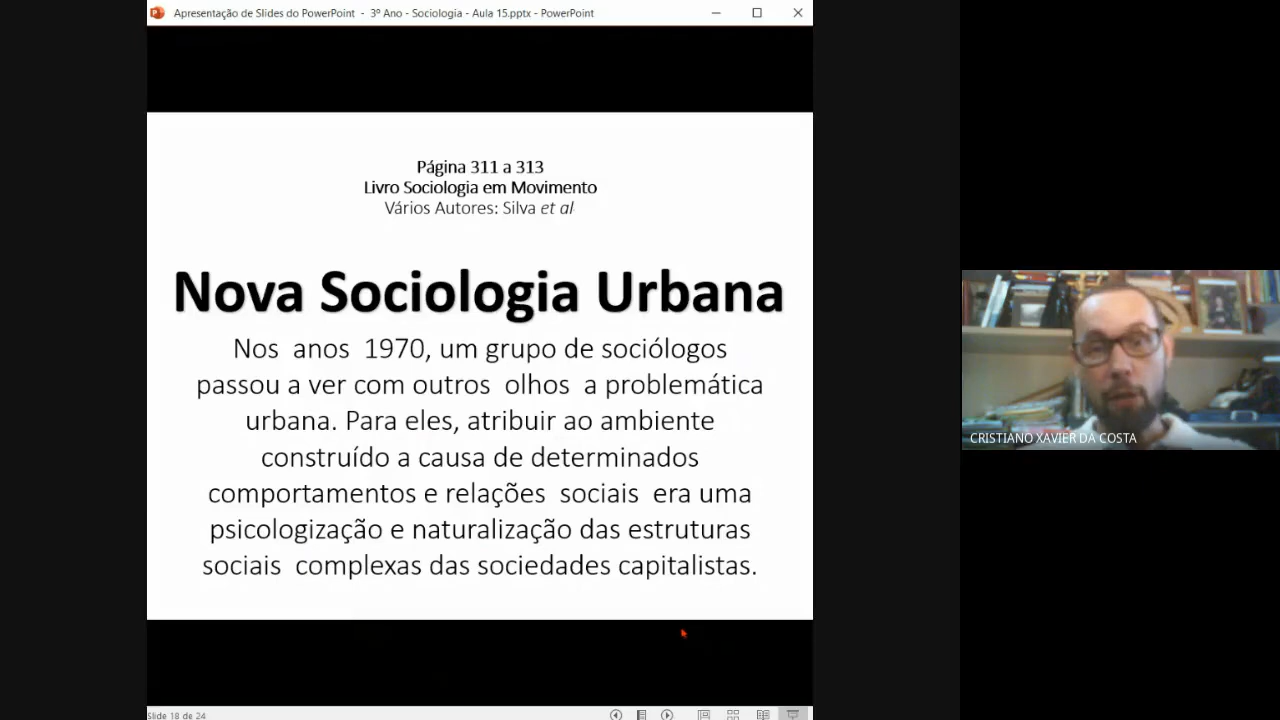 Apresentação de Slides do PowerPoint - 3º Ano - Sociologia - Aula 15.pptx - PowerPoint
Página 311 a 313
Livro Sociologia em Movimento
Vários Autores: Silva et al
Nova Sociologia Urbana
Nos anos 1970, um grupo de sociólogos
passou a ver com outros olhos a problemática
urbana. Para eles, atribuir ao ambiente
construído a causa de determinados
comportamentos e relações sociais era uma
psicologização e naturalização das estruturas
sociais complexas das sociedades capitalistas.
CRISTIANO XAVIER DA COSTA
Slide 18 de 24